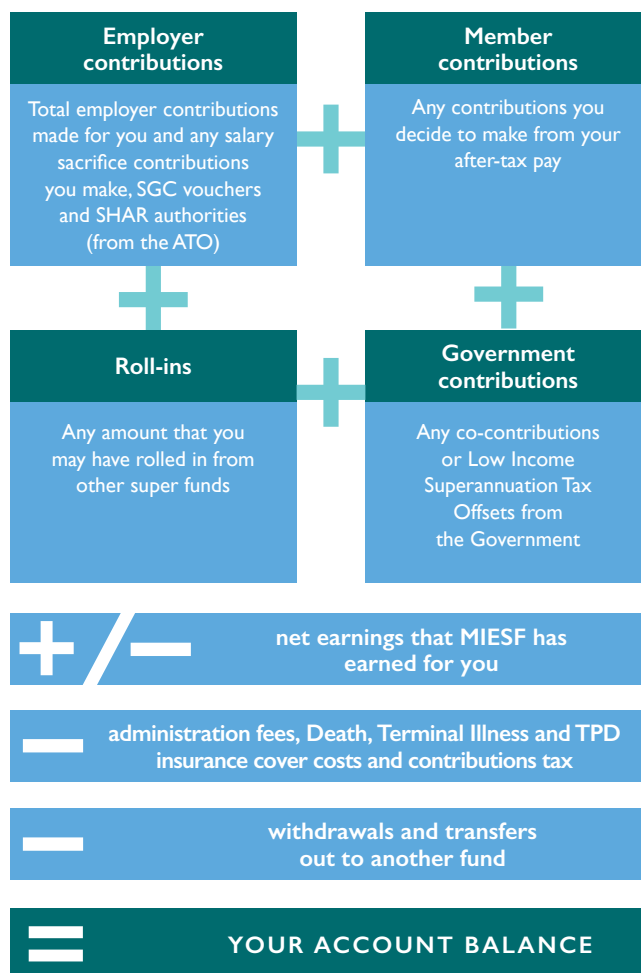 Employer
contributions
Total employer contributions
made for you and any salary
sacrifice contributions
you make, SGC vouchers
and SHAR authorities
(from the ATO)
+
Member
contributions
Any contributions you
decide to make from your
after-tax pay
+
+
Roll-ins
Any amount that you
may have rolled in from
other super funds
+
Government
contributions
Any co-contributions
or Low Income
Superannuation Tax
Offsets from
the Government
+/−
net earnings that MIESF has
earned for you
−
administration fees, Death, Terminal Illness and TPD
insurance cover costs and contributions tax
−
withdrawals and transfers
out to another fund
=
YOUR ACCOUNT BALANCE